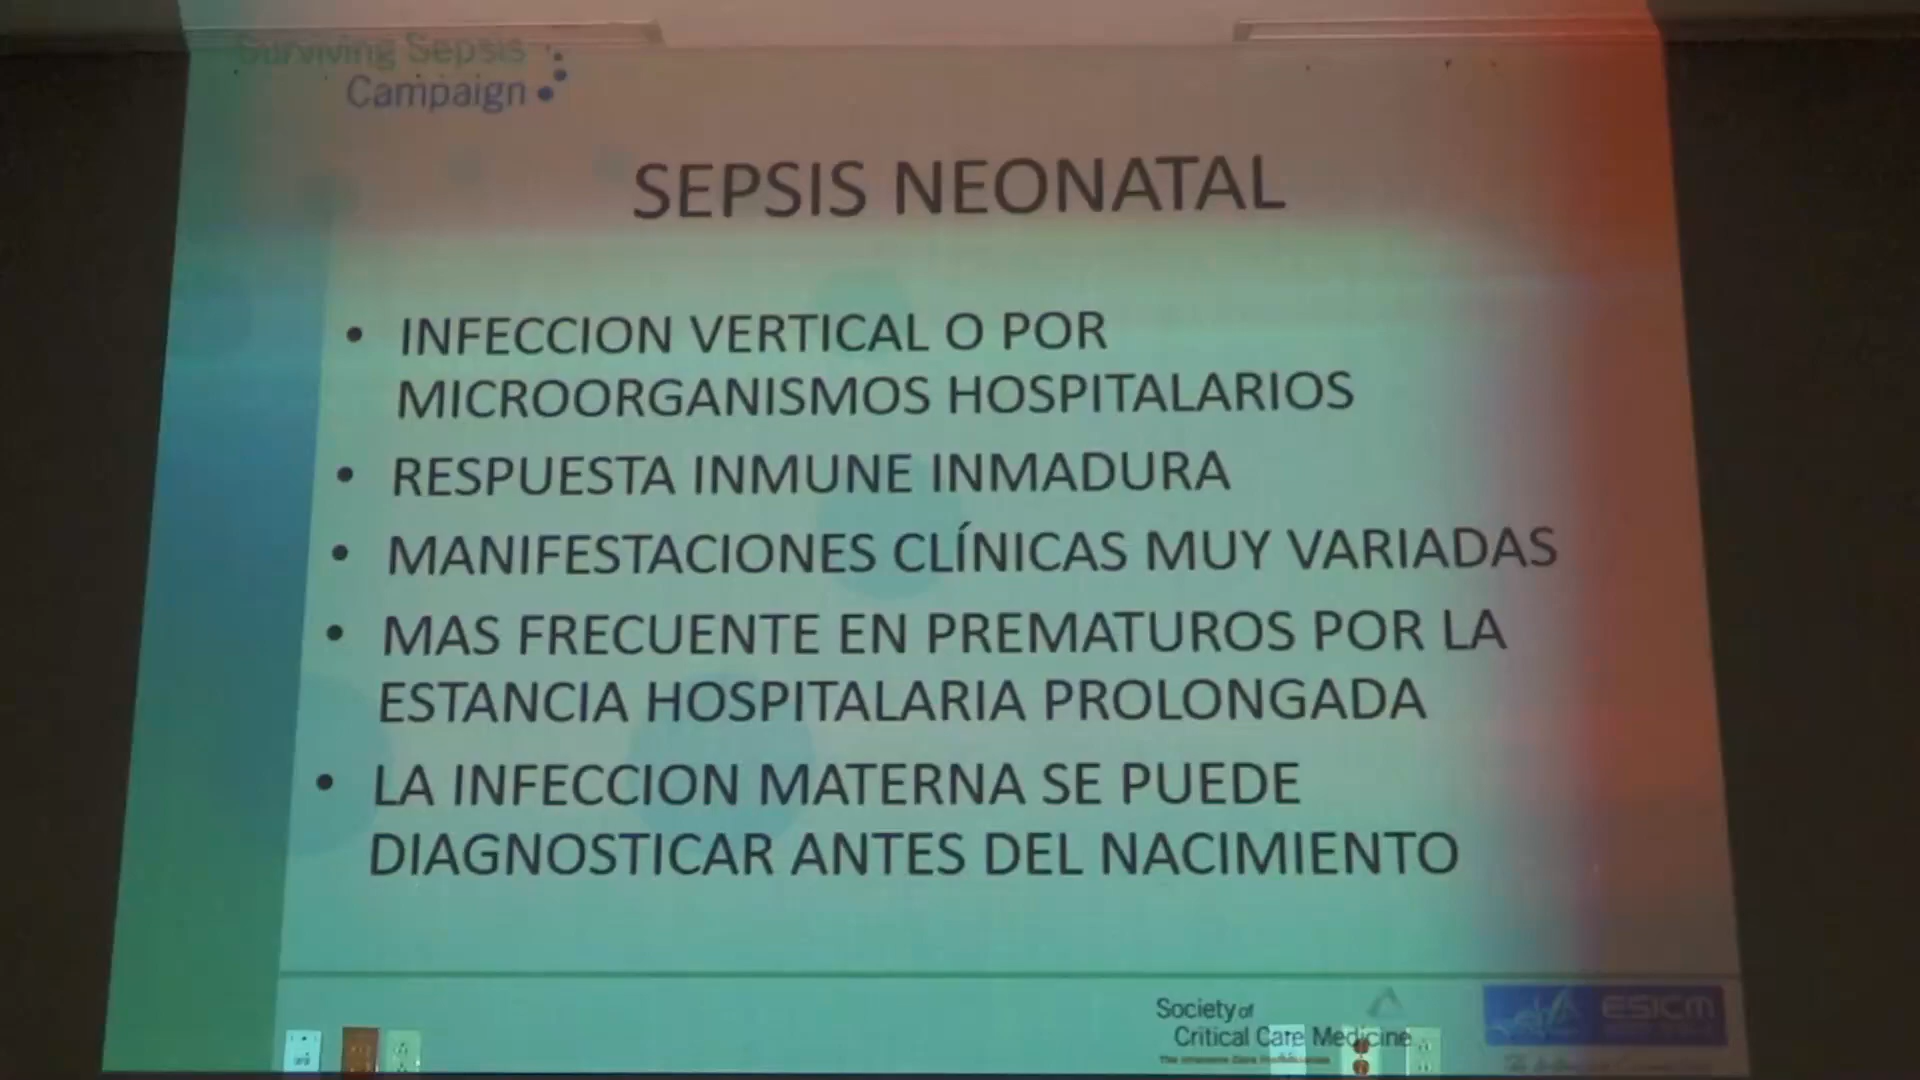 Surviving Sepsis
Campaign
SEPSIS NEONATAL
• INFECCION VERTICAL O POR
MICROORGANISMOS HOSPITALARIOS
• RESPUESTA INMUNE INMADURA
• MANIFESTACIONES CLÍNICAS MUY VARIADAS
• MAS FRECUENTE EN PREMATUROS POR LA
ESTANCIA HOSPITALARIA PROLONGADA
• LA INFECCION MATERNA SE PUEDE
DIAGNOSTICAR ANTES DEL NACIMIENTO
Society of
Critical Care Medicine
ESICM